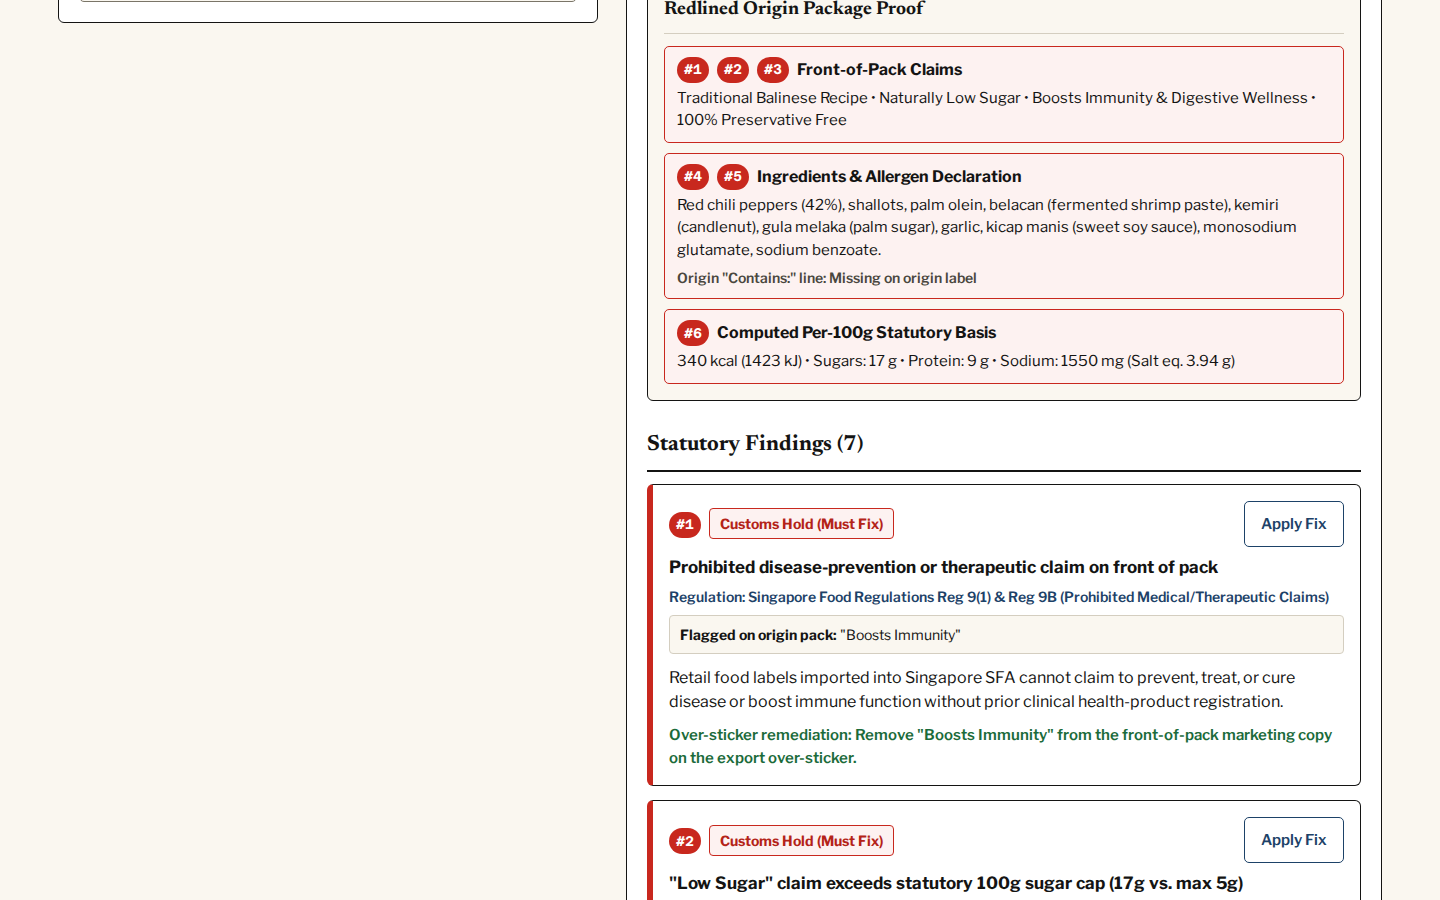 Redlined Origin Package Proof
#1 #2 #3 Front-of-Pack Claims
Traditional Balinese Recipe • Naturally Low Sugar • Boosts Immunity & Digestive Wellness •
100% Preservative Free
#4 #5 Ingredients & Allergen Declaration
Red chili peppers (42%), shallots, palm olein, belacan (fermented shrimp paste), kemiri
(candlenut), gula melaka (palm sugar), garlic, kicap manis (sweet soy sauce), monosodium
glutamate, sodium benzoate.
Origin "Contains:" line: Missing on origin label
#6 Computed Per-100g Statutory Basis
340 kcal (1423 kJ) • Sugars: 17 g • Protein: 9 g • Sodium: 1550 mg (Salt eq. 3.94 g)
Statutory Findings (7)
#1 Customs Hold (Must Fix) Apply Fix
Prohibited disease-prevention or therapeutic claim on front of pack
Regulation: Singapore Food Regulations Reg 9(1) & Reg 9B (Prohibited Medical/Therapeutic Claims)
Flagged on origin pack: "Boosts Immunity"
Retail food labels imported into Singapore SFA cannot claim to prevent, treat, or cure
disease or boost immune function without prior clinical health-product registration.
Over-sticker remediation: Remove "Boosts Immunity" from the front-of-pack marketing copy
on the export over-sticker.
#2 Customs Hold (Must Fix) Apply Fix
"Low Sugar" claim exceeds statutory 100g sugar cap (17g vs. max 5g)